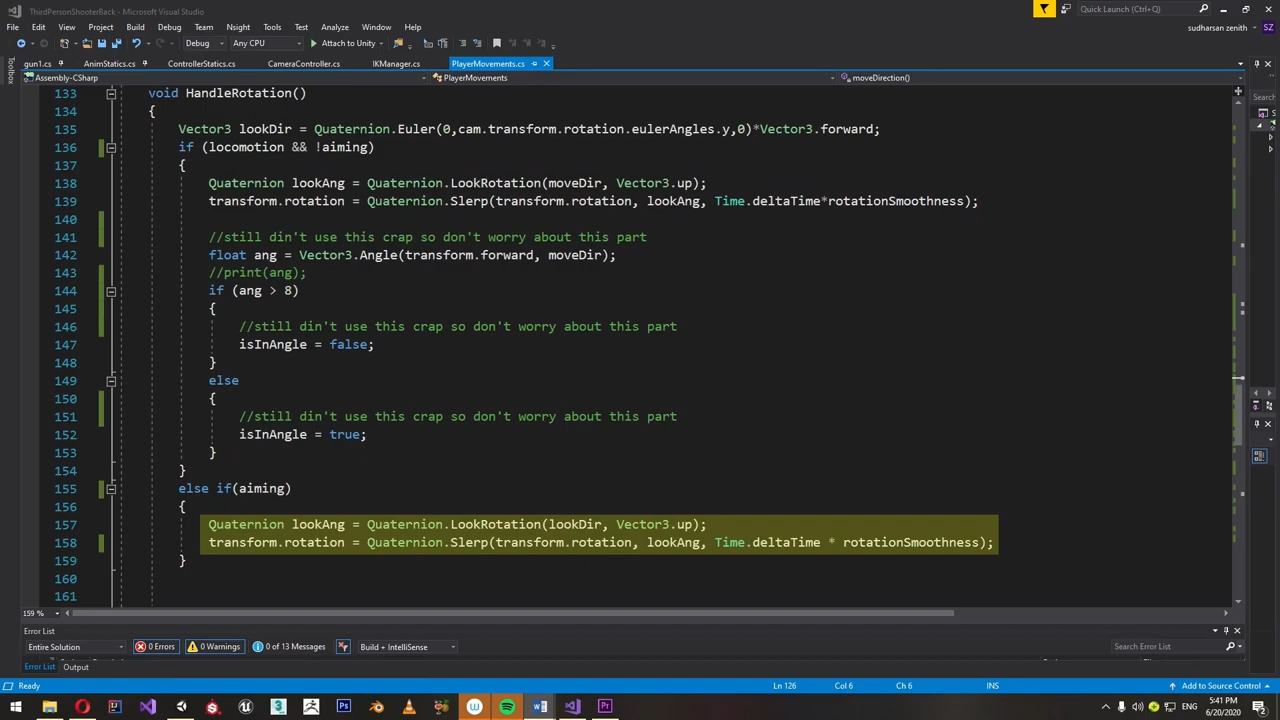 ThirdPersonShooterBack - Microsoft Visual Studio
Quick Launch (Ctrl+Q)
File Edit View Project Build Debug Team Nsight Tools Test Analyze Window Help
sudharsan zenith SZ
Debug Any CPU Attach to Unity
Toolbox
gun1.cs AnimStatics.cs ControllerStatics.cs CameraController.cs IKManager.cs PlayerMovements.cs
Assembly-CSharp PlayerMovements moveDirection()
133 void HandleRotation()
134 {
135 Vector3 lookDir = Quaternion.Euler(0,cam.transform.rotation.eulerAngles.y,0)*Vector3.forward;
136 if (locomotion && !aiming)
137 {
138 Quaternion lookAng = Quaternion.LookRotation(moveDir, Vector3.up);
139 transform.rotation = Quaternion.Slerp(transform.rotation, lookAng, Time.deltaTime*rotationSmoothness);
140
141 //still din't use this crap so don't worry about this part
142 float ang = Vector3.Angle(transform.forward, moveDir);
143 //print(ang);
144 if (ang > 8)
145 {
146 //still din't use this crap so don't worry about this part
147 isInAngle = false;
148 }
149 else
150 {
151 //still din't use this crap so don't worry about this part
152 isInAngle = true;
153 }
154 }
155 else if(aiming)
156 {
157 Quaternion lookAng = Quaternion.LookRotation(lookDir, Vector3.up);
158 transform.rotation = Quaternion.Slerp(transform.rotation, lookAng, Time.deltaTime * rotationSmoothness);
159 }
160
161
159 %
Error List
Entire Solution 0 Errors 0 Warnings 0 of 13 Messages Build + IntelliSense Search Error List
Error List Output
Ready Ln 126 Col 6 Ch 6 INS Add to Source Control
ENG 5:41 PM
6/20/2020